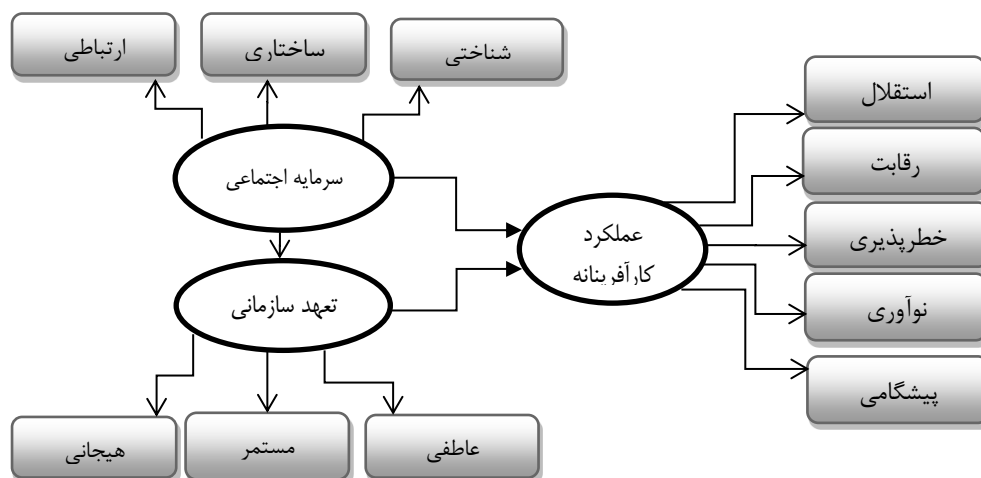 شناختی
ساختاری
ارتباطی
استقلال
رقابت
سرمایه اجتماعی
عملکرد
کارآفرینانه
خطرپذیری
تعهد سازمانی
نوآوری
پیشگامی
عاطفی
مستمر
هیجانی